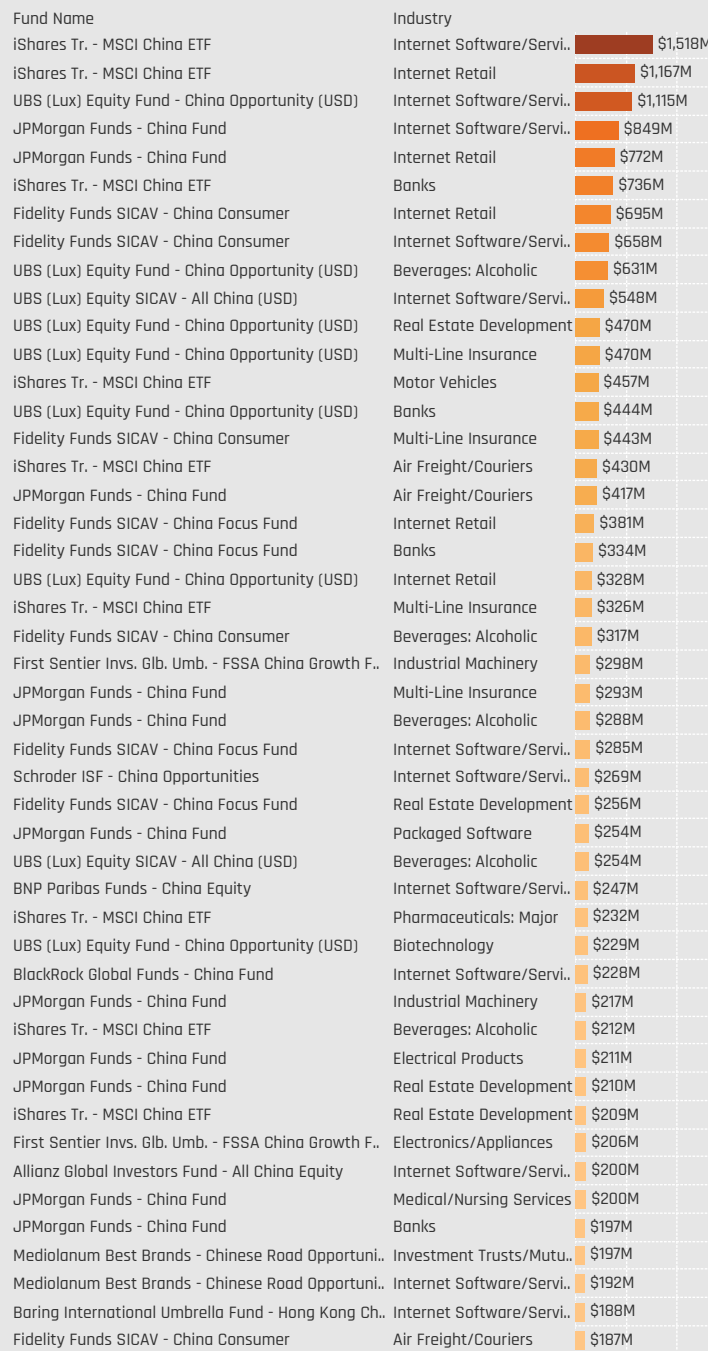 Fund Name Industry
iShares Tr. - MSCI China ETF Internet Software/Servi.. $1,518M
iShares Tr. - MSCI China ETF Internet Retail $1,167M
UBS (Lux) Equity Fund - China Opportunity (USD) Internet Software/Servi.. $1,115M
JPMorgan Funds - China Fund Internet Software/Servi.. $849M
JPMorgan Funds - China Fund Internet Retail $772M
iShares Tr. - MSCI China ETF Banks $736M
Fidelity Funds SICAV - China Consumer Internet Retail $695M
Fidelity Funds SICAV - China Consumer Internet Software/Servi.. $658M
UBS (Lux) Equity Fund - China Opportunity (USD) Beverages: Alcoholic $631M
UBS (Lux) Equity SICAV - All China (USD) Internet Software/Servi.. $548M
UBS (Lux) Equity Fund - China Opportunity (USD) Real Estate Development $470M
UBS (Lux) Equity Fund - China Opportunity (USD) Multi-Line Insurance $470M
iShares Tr. - MSCI China ETF Motor Vehicles $457M
UBS (Lux) Equity Fund - China Opportunity (USD) Banks $444M
Fidelity Funds SICAV - China Consumer Multi-Line Insurance $443M
iShares Tr. - MSCI China ETF Air Freight/Couriers $430M
JPMorgan Funds - China Fund Air Freight/Couriers $417M
Fidelity Funds SICAV - China Focus Fund Internet Retail $381M
Fidelity Funds SICAV - China Focus Fund Banks $334M
UBS (Lux) Equity Fund - China Opportunity (USD) Internet Retail $328M
iShares Tr. - MSCI China ETF Multi-Line Insurance $326M
Fidelity Funds SICAV - China Consumer Beverages: Alcoholic $317M
First Sentier Invs. Glb. Umb. - FSSA China Growth F.. Industrial Machinery $298M
JPMorgan Funds - China Fund Multi-Line Insurance $293M
JPMorgan Funds - China Fund Beverages: Alcoholic $288M
Fidelity Funds SICAV - China Focus Fund Internet Software/Servi.. $285M
Schroder ISF - China Opportunities Internet Software/Servi.. $269M
Fidelity Funds SICAV - China Focus Fund Real Estate Development $256M
JPMorgan Funds - China Fund Packaged Software $254M
UBS (Lux) Equity SICAV - All China (USD) Beverages: Alcoholic $254M
BNP Paribas Funds - China Equity Internet Software/Servi.. $247M
iShares Tr. - MSCI China ETF Pharmaceuticals: Major $232M
UBS (Lux) Equity Fund - China Opportunity (USD) Biotechnology $229M
BlackRock Global Funds - China Fund Internet Software/Servi.. $228M
JPMorgan Funds - China Fund Industrial Machinery $217M
iShares Tr. - MSCI China ETF Beverages: Alcoholic $212M
JPMorgan Funds - China Fund Electrical Products $211M
JPMorgan Funds - China Fund Real Estate Development $210M
iShares Tr. - MSCI China ETF Real Estate Development $209M
First Sentier Invs. Glb. Umb. - FSSA China Growth F.. Electronics/Appliances $206M
Allianz Global Investors Fund - All China Equity Internet Software/Servi.. $200M
JPMorgan Funds - China Fund Medical/Nursing Services $200M
JPMorgan Funds - China Fund Banks $197M
Mediolanum Best Brands - Chinese Road Opportuni.. Investment Trusts/Mutu.. $197M
Mediolanum Best Brands - Chinese Road Opportuni.. Internet Software/Servi.. $192M
Baring International Umbrella Fund - Hong Kong Ch.. Internet Software/Servi.. $188M
Fidelity Funds SICAV - China Consumer Air Freight/Couriers $187M